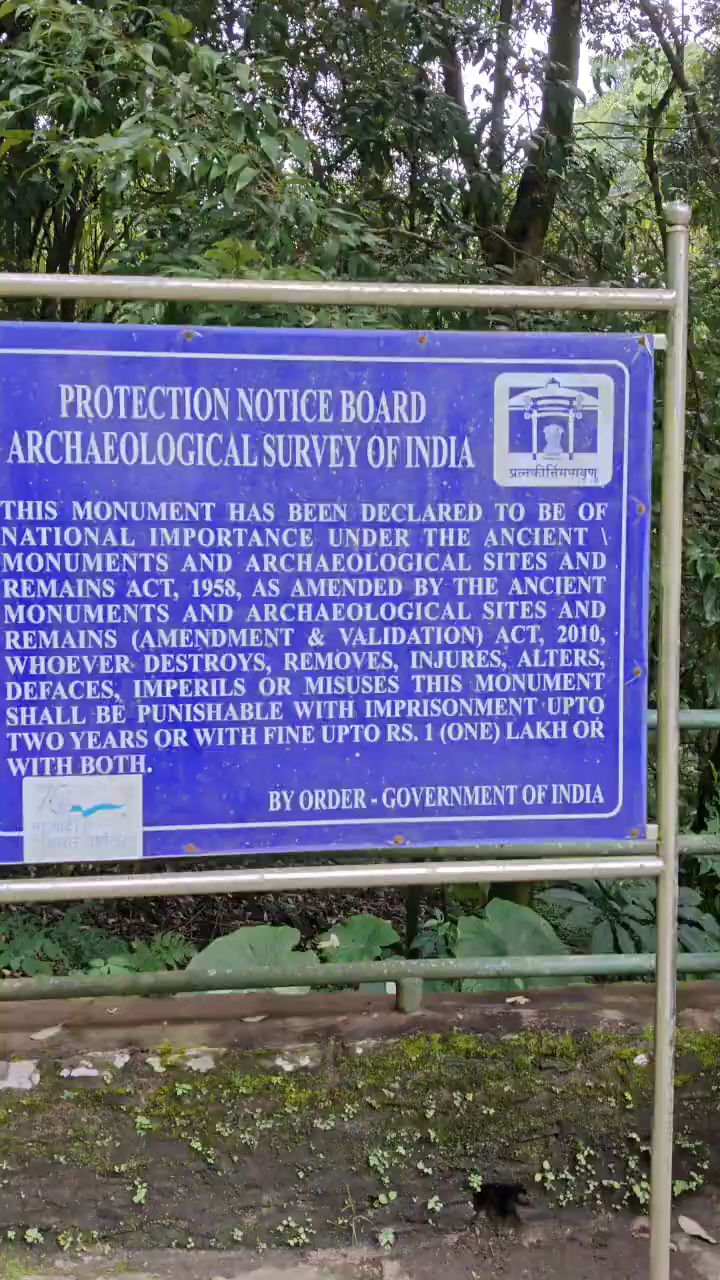 PROTECTION NOTICE BOARD
ARCHAEOLOGICAL SURVEY OF INDIA
प्रत्नकीर्त्तिमपावृणु
THIS MONUMENT HAS BEEN DECLARED TO BE OF
NATIONAL IMPORTANCE UNDER THE ANCIENT \
MONUMENTS AND ARCHAEOLOGICAL SITES AND
REMAINS ACT, 1958, AS AMENDED BY THE ANCIENT
MONUMENTS AND ARCHAEOLOGICAL SITES AND
REMAINS (AMENDMENT & VALIDATION) ACT, 2010,
WHOEVER DESTROYS, REMOVES, INJURES, ALTERS,
DEFACES, IMPERILS OR MISUSES THIS MONUMENT
SHALL BE PUNISHABLE WITH IMPRISONMENT UPTO
TWO YEARS OR WITH FINE UPTO RS. 1 (ONE) LAKH OR
WITH BOTH.
BY ORDER - GOVERNMENT OF INDIA
75